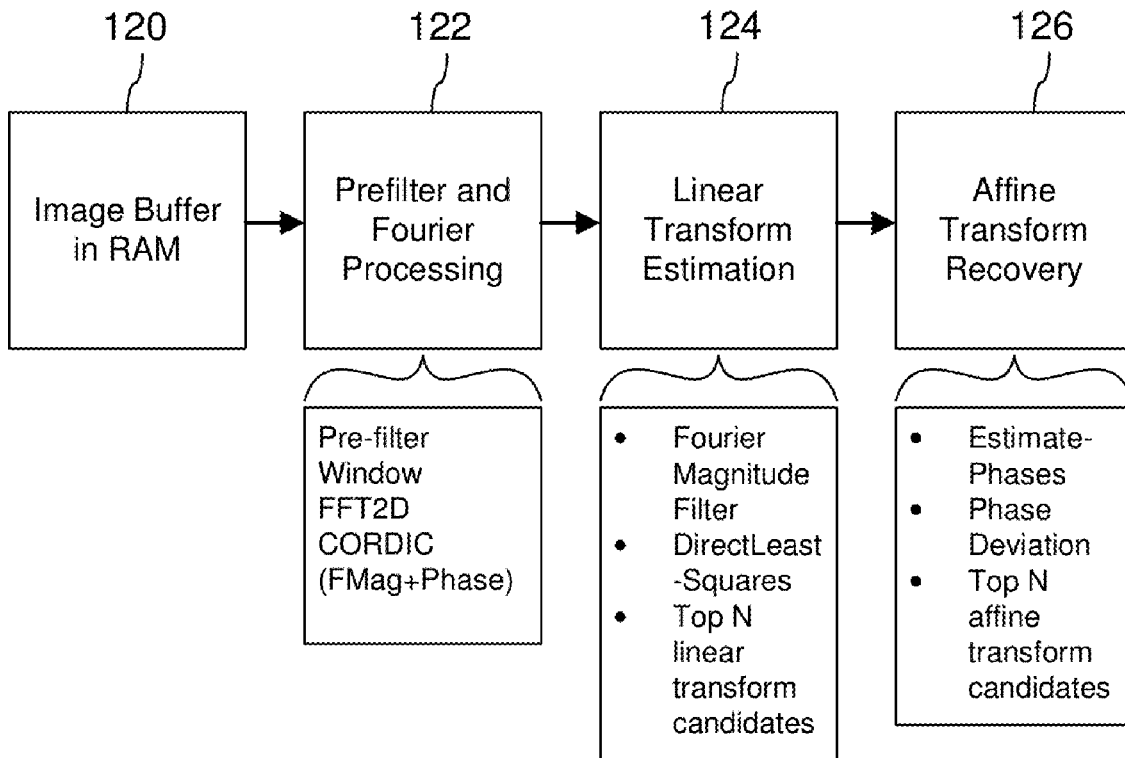 120
122
124
126
Image Buffer
in RAM
Prefilter and
Fourier
Processing
Linear
Transform
Estimation
Affine
Transform
Recovery
Pre-filter
Window
FFT2D
CORDIC
(FMag+Phase)
• Fourier
Magnitude
Filter
• DirectLeast
-Squares
• Top N
linear
transform
candidates
• Estimate-
Phases
• Phase
Deviation
• Top N
affine
transform
candidates